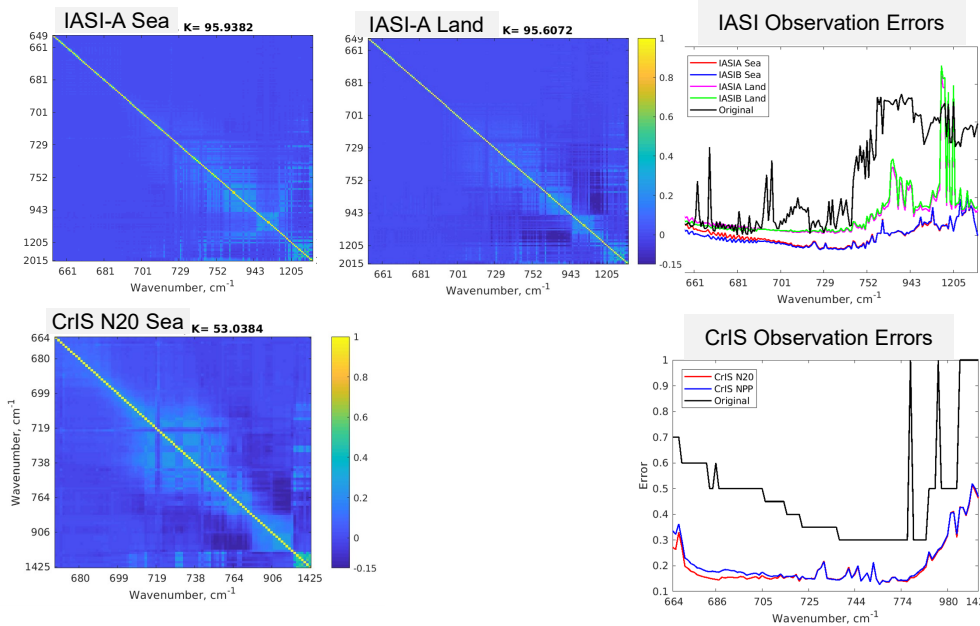 IASI-A Sea
K= 95.9382
649
661
681
701
729
752
943
1205
2015
661 681 701 729 752 943 1205
Wavenumber, cm-1
IASI-A Land
K= 95.6072
649
661
681
701
729
752
943
1205
2015
661 681 701 729 752 943 1205
Wavenumber, cm-1
1
0.8
0.6
0.4
0.2
0
-0.15
IASI Observation Errors
IASIA Sea
IASIB Sea
IASIA Land
IASIB Land
Original
661 681 701 729 752 943 1205
Wavenumber, cm-1
CrIS N20 Sea
K= 53.0384
Wavenumber, cm-1
664
680
699
719
738
764
906
1425
680 699 719 738 764 906 1425
Wavenumber, cm-1
1
0.8
0.6
0.4
0.2
0
-0.15
CrIS Observation Errors
CrIS N20
CrIS NPP
Original
Error
1
0.9
0.8
0.7
0.6
0.5
0.4
0.3
0.2
0.1
664 686 705 725 744 764 774 980
Wavenumber, cm-1